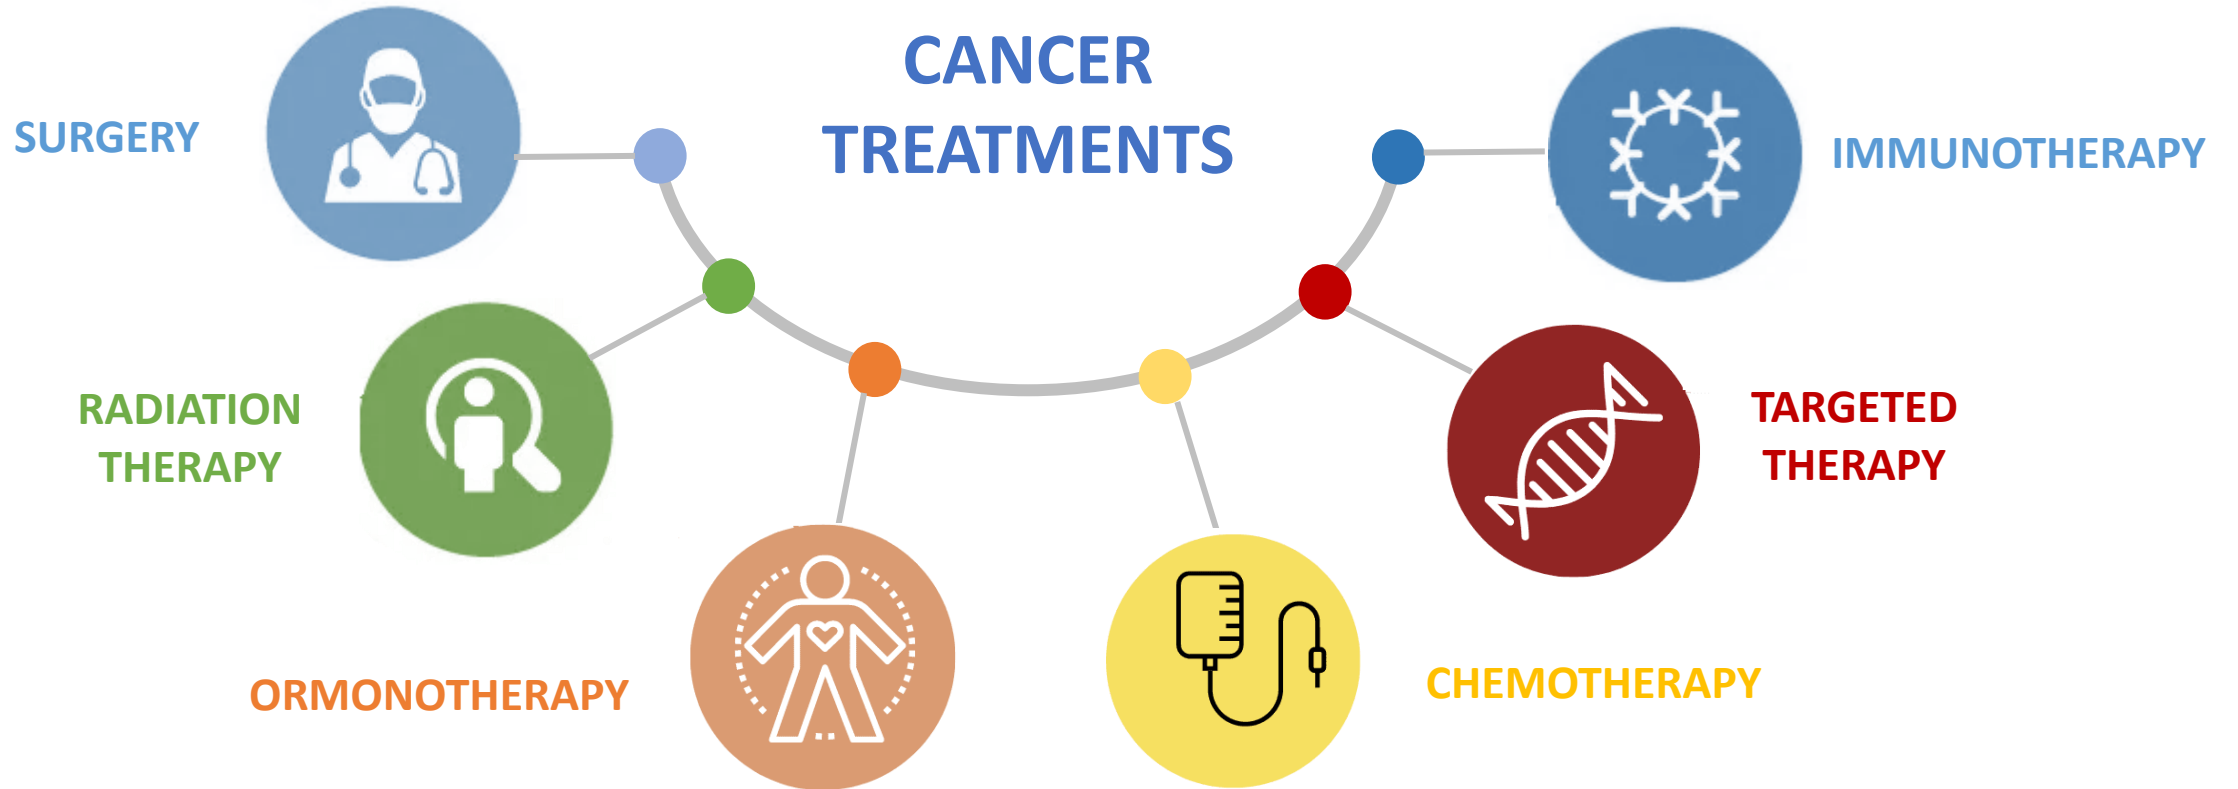 CANCER
TREATMENTS
SURGERY
IMMUNOTHERAPY
RADIATION
THERAPY
TARGETED
THERAPY
ORMONOTHERAPY
CHEMOTHERAPY